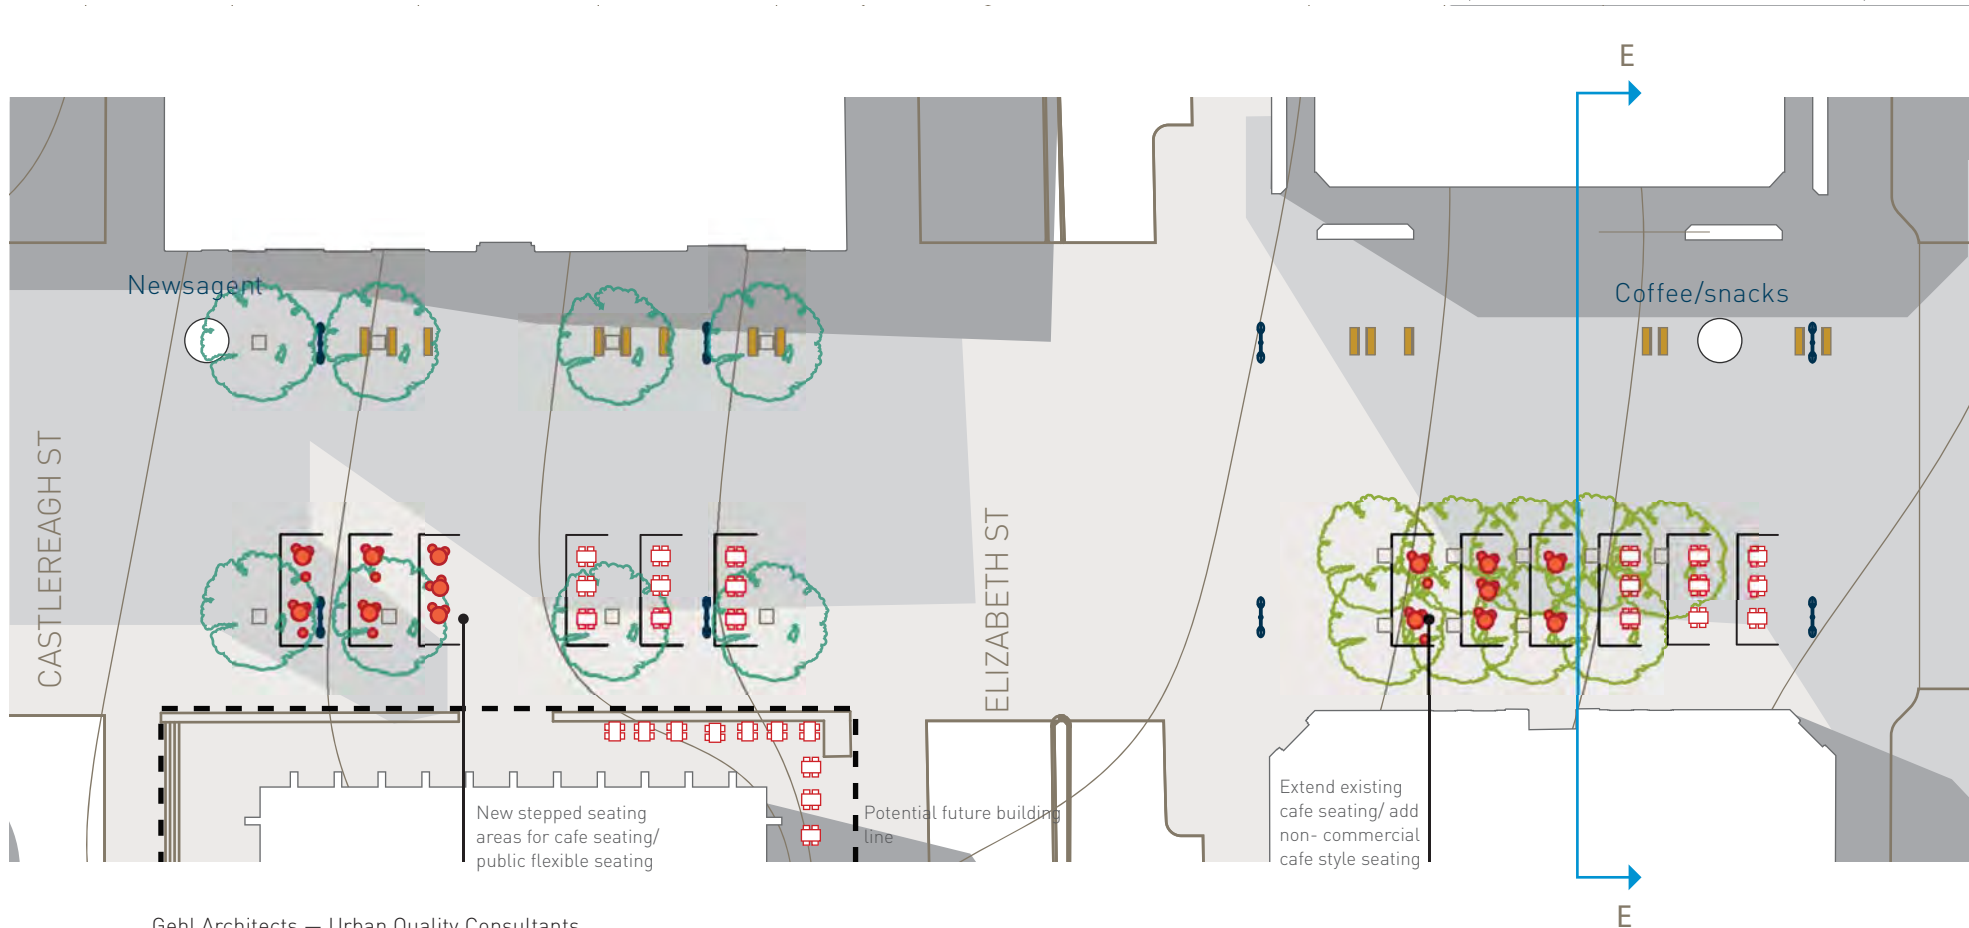 E
Newsagent
Coffee/snacks
CASTLEREAGH ST
ELIZABETH ST
New stepped seating
areas for cafe seating/
public flexible seating
Potential future building
line
Extend existing
cafe seating/ add
non- commercial
cafe style seating
E
Gehl Architects — Urban Quality Consultants